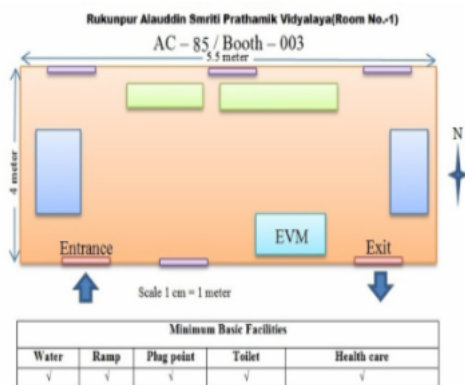 Rukunpur Alauddin Smriti Prathamik Vidyalaya(Room No.-1)
AC – 85 / Booth – 003
5.5 meter
4 meter
N
EVM
Entrance
Exit
Scale 1 cm = 1 meter
Minimum Basic Facilities
Water Ramp Plug point Toilet Health care
√ √ √ √ √